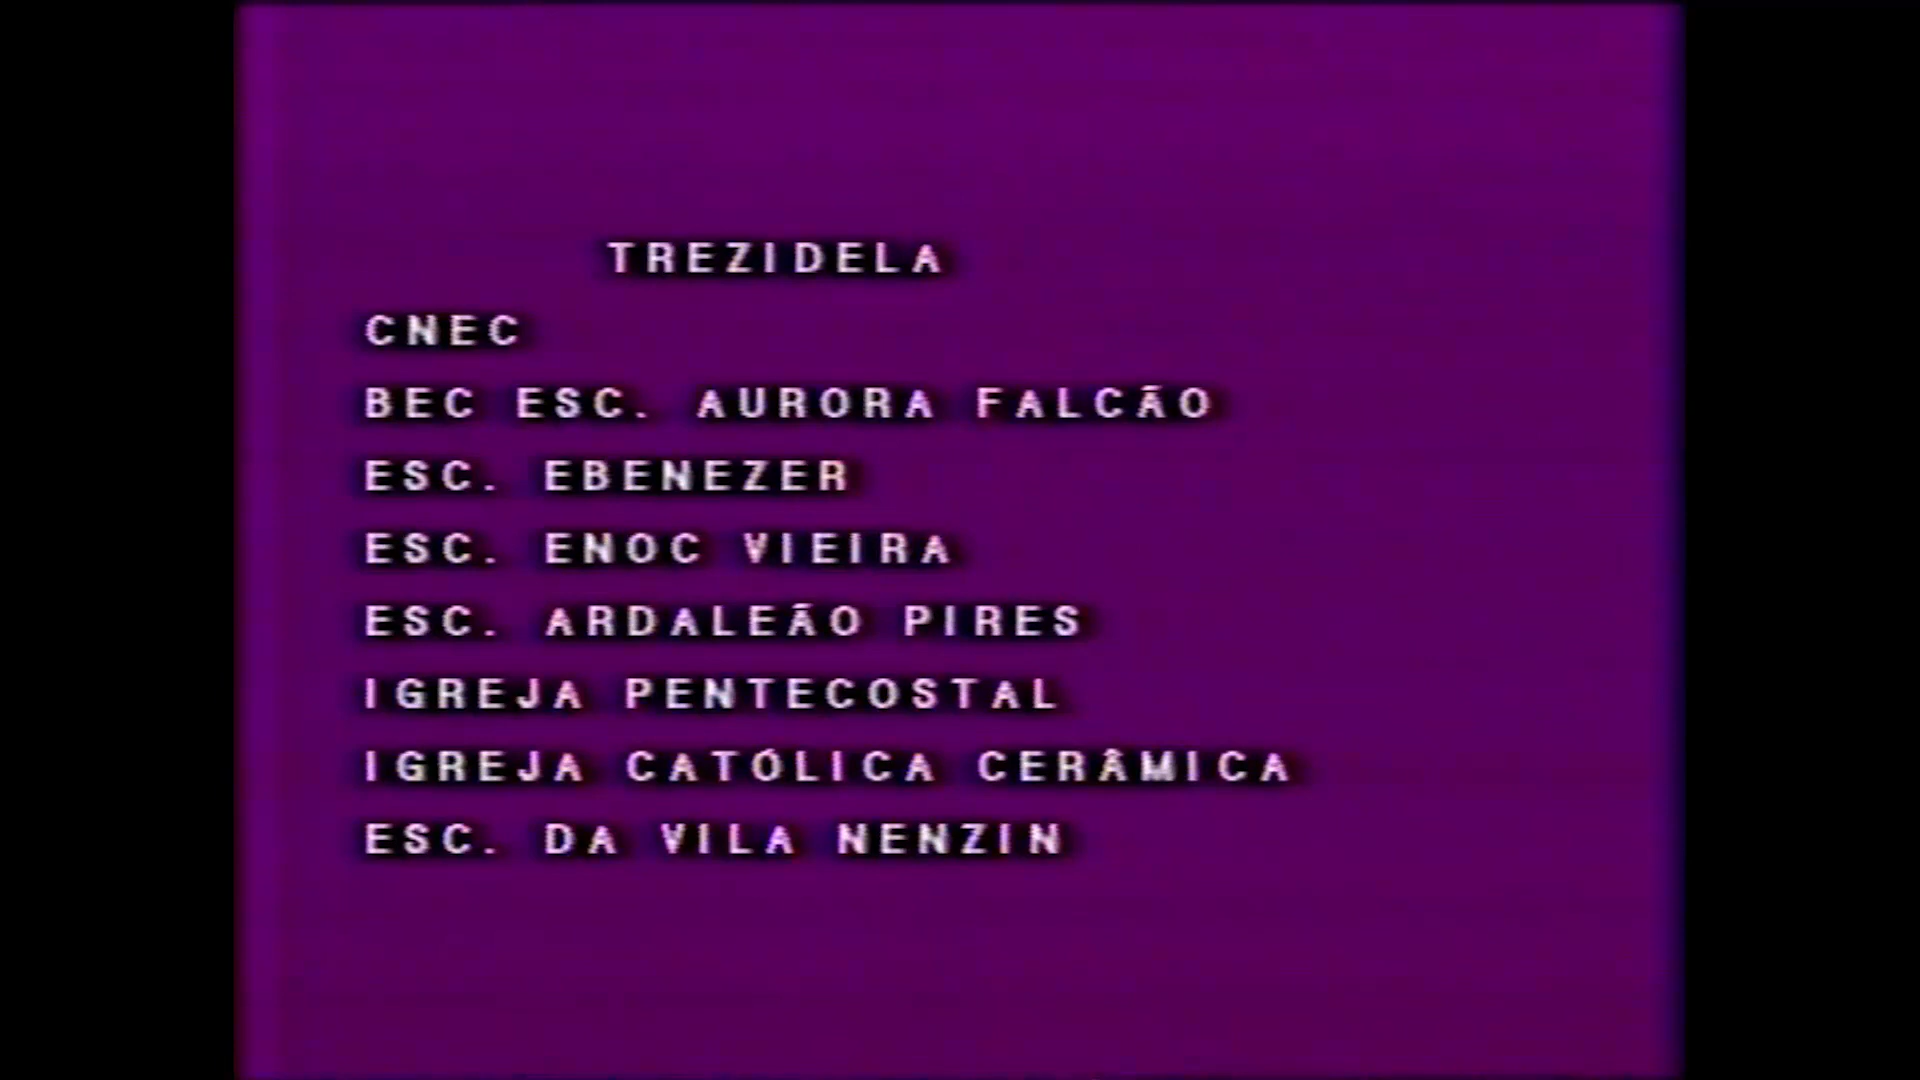 TREZIDELA
CNEC
BEC ESC. AURORA FALCÃO
ESC. EBENEZER
ESC. ENOC VIEIRA
ESC. ARDALEÃO PIRES
IGREJA PENTECOSTAL
IGREJA CATÓLICA CERÂMICA
ESC. DA VILA NENZIN